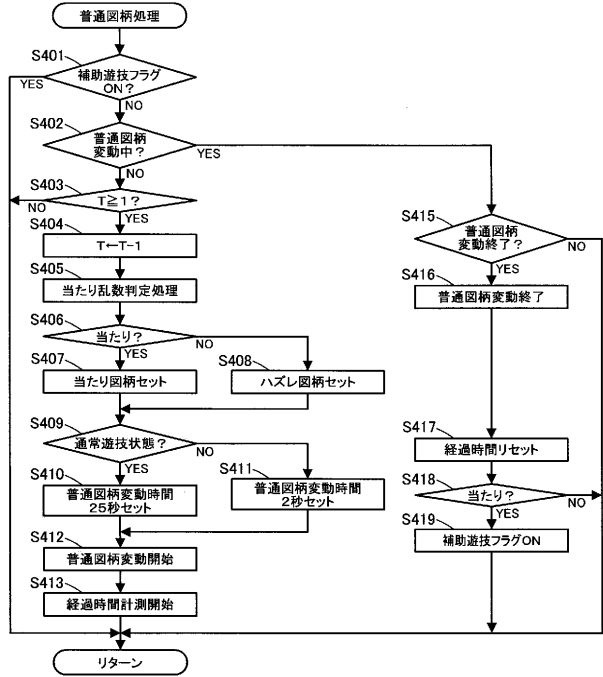 普通図柄処理
S401
補助遊技フラグ
ON？
YES
NO
S402
普通図柄
変動中？
YES
NO
S403
T≧1？
NO
YES
S404
T←T-1
S405
当たり乱数判定処理
S406
当たり？
NO
YES
S407
当たり図柄セット
S408
ハズレ図柄セット
S409
通常遊技状態？
NO
YES
S410
普通図柄変動時間
25秒セット
S411
普通図柄変動時間
2秒セット
S412
普通図柄変動開始
S413
経過時間計測開始
S415
普通図柄
変動終了？
NO
YES
S416
普通図柄変動終了
S417
経過時間リセット
S418
当たり？
NO
YES
S419
補助遊技フラグON
リターン